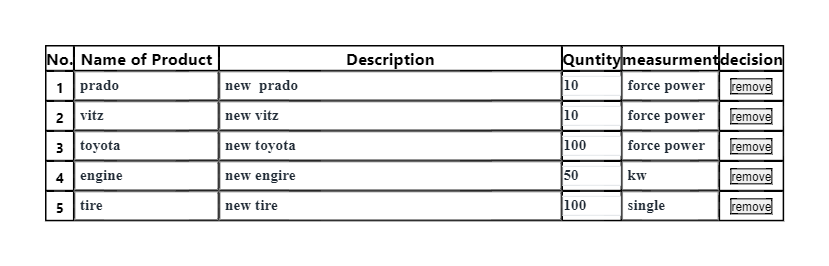 No. Name of Product Description Quntity measurment decision
1 prado new prado 10 force power remove
2 vitz new vitz 10 force power remove
3 toyota new toyota 100 force power remove
4 engine new engire 50 kw remove
5 tire new tire 100 single remove